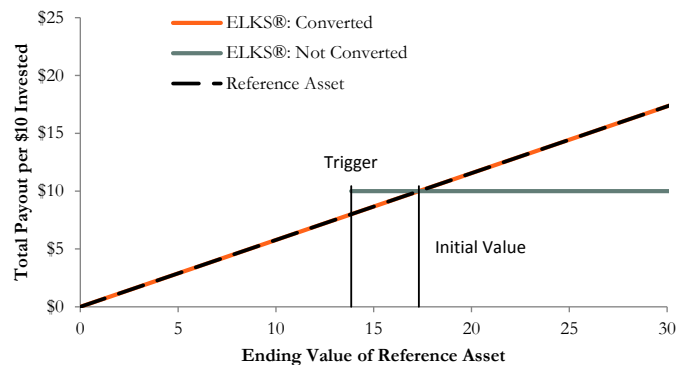 ELKS®: Converted
ELKS®: Not Converted
Reference Asset
Total Payout per $10 Invested
$25
$20
$15
$10
$5
$0
Trigger
Initial Value
0 5 10 15 20 25 30
Ending Value of Reference Asset